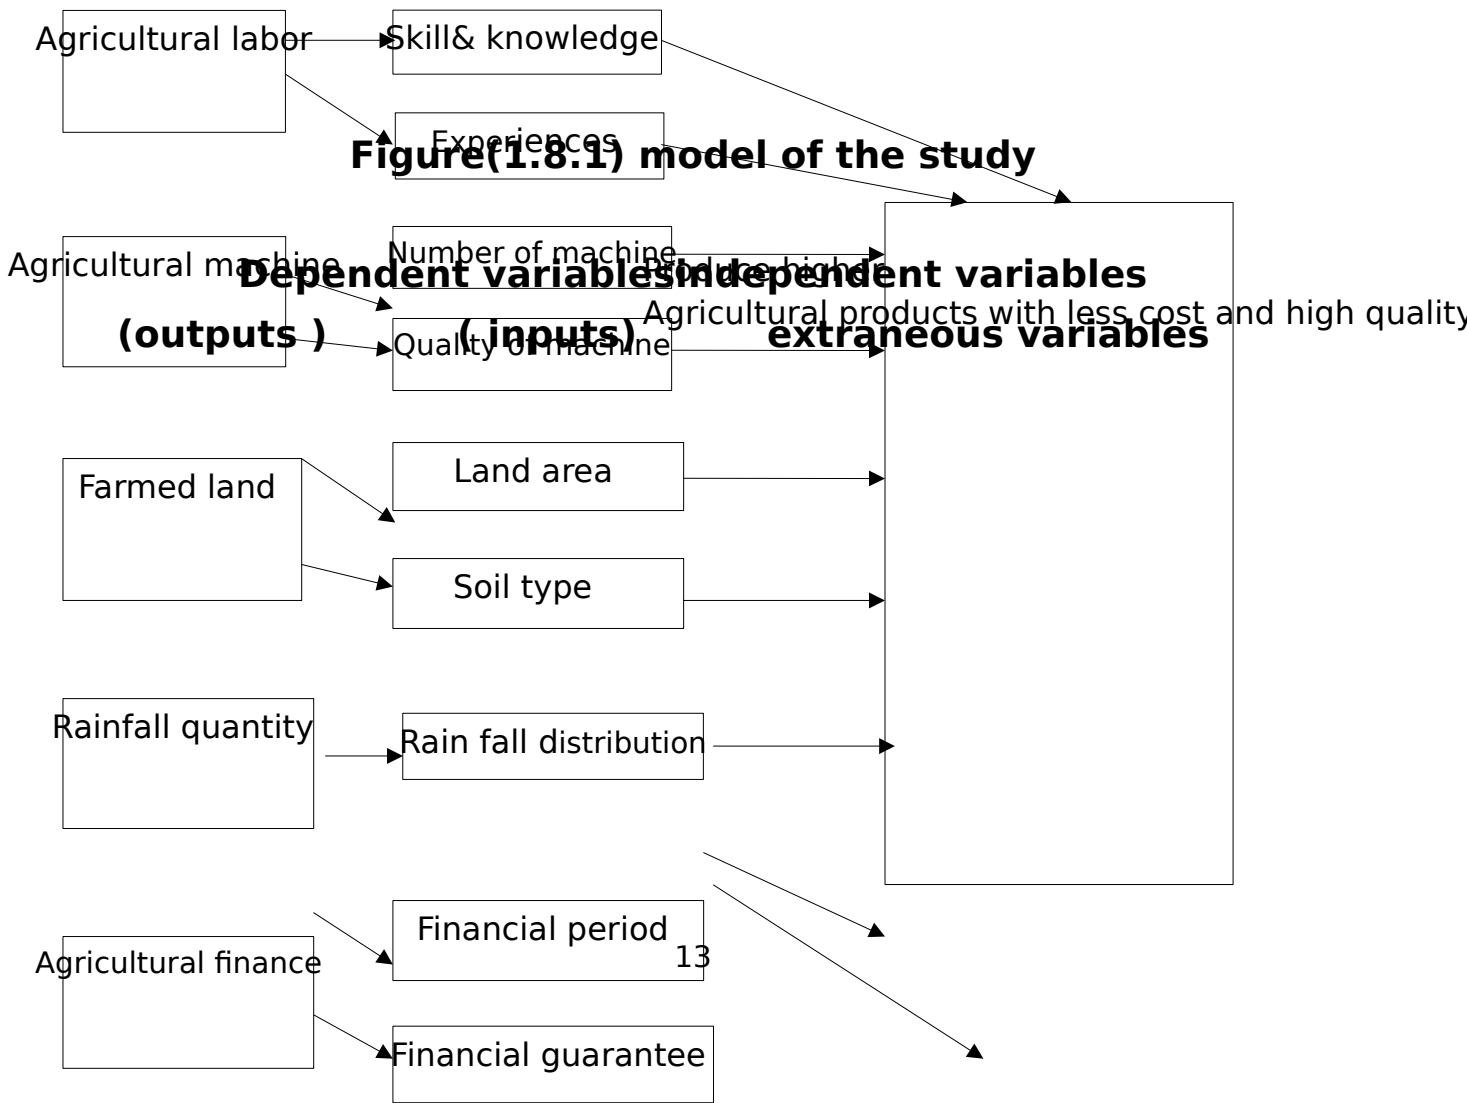 Agricultural labor
Skill& knowledge
Experiences
Figure(1.8.1) model of the study
Agricultural machine
Number of machine
Produce higher
Dependent variablesindependent variables
Agricultural products with less cost and high quality
(outputs ) ( inputs) extraneous variables
Quality of machine
Farmed land
Land area
Soil type
Rainfall quantity
Rain fall distribution
Financial period
13
Agricultural finance
Financial guarantee